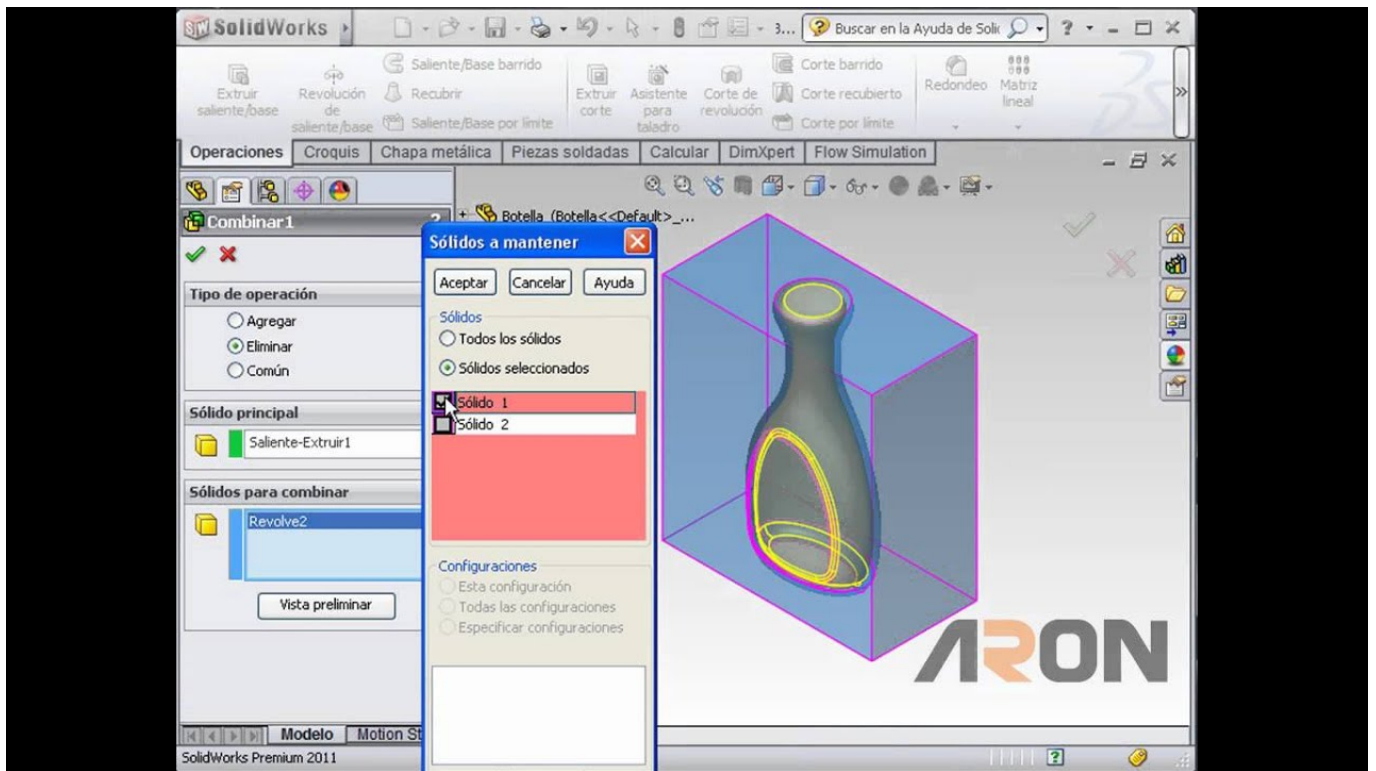 SolidWorks
3...
Buscar en la Ayuda de Solic
?
Extruir saliente/base
Revolución de saliente/base
Saliente/Base barrido
Recubrir
Saliente/Base por límite
Extruir corte
Asistente para taladro
Corte de revolución
Corte barrido
Corte recubierto
Corte por límite
Redondeo
Matriz lineal
»
Operaciones
Croquis
Chapa metálica
Piezas soldadas
Calcular
DimXpert
Flow Simulation
Combinar1
?
Botella (Botella<<Default>_...
Tipo de operación
Agregar
Eliminar
Común
Sólido principal
Saliente-Extruir1
Sólidos para combinar
Revolve2
Vista preliminar
Sólidos a mantener
Aceptar
Cancelar
Ayuda
Sólidos
Todos los sólidos
Sólidos seleccionados
Sólido 1
Sólido 2
Configuraciones
Esta configuración
Todas las configuraciones
Especificar configuraciones
ARON
Modelo
Motion St
SolidWorks Premium 2011